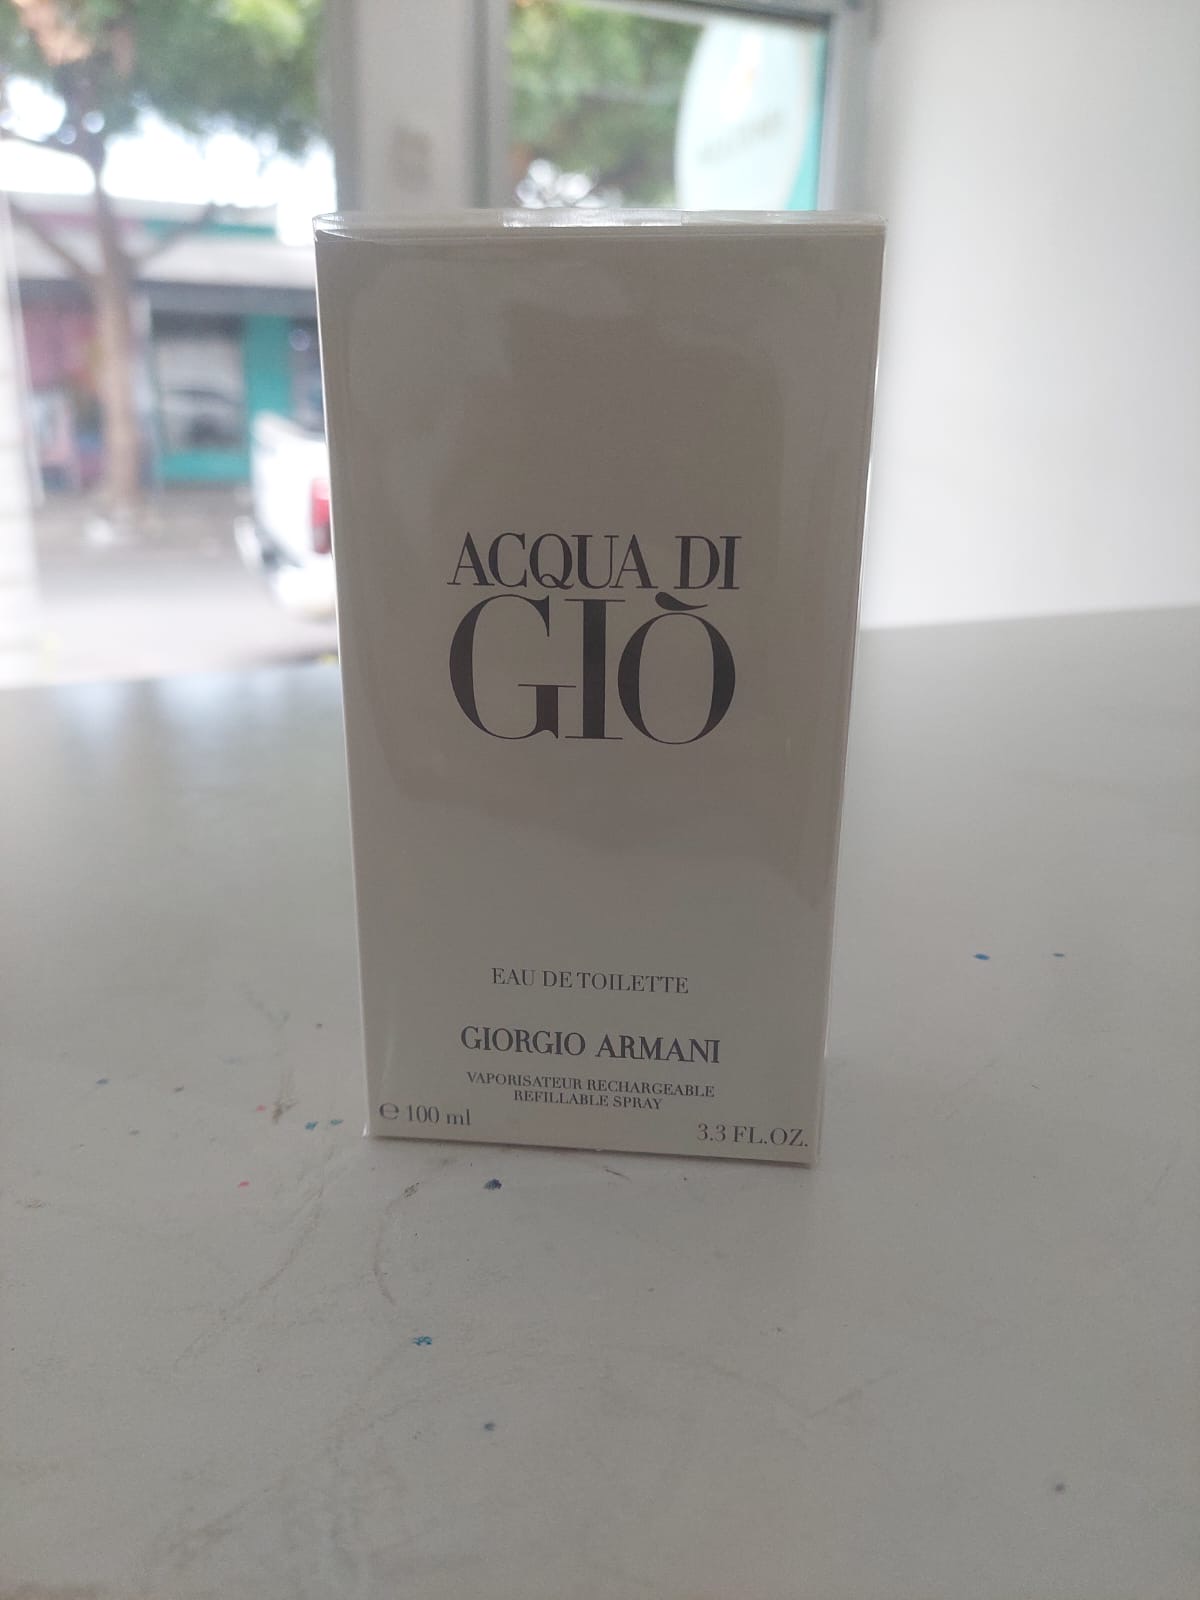 ACQUA DI
GIÒ
EAU DE TOILETTE
GIORGIO ARMANI
VAPORISATEUR RECHARGEABLE
REFILLABLE SPRAY
℮ 100 ml
3.3 FL.OZ.